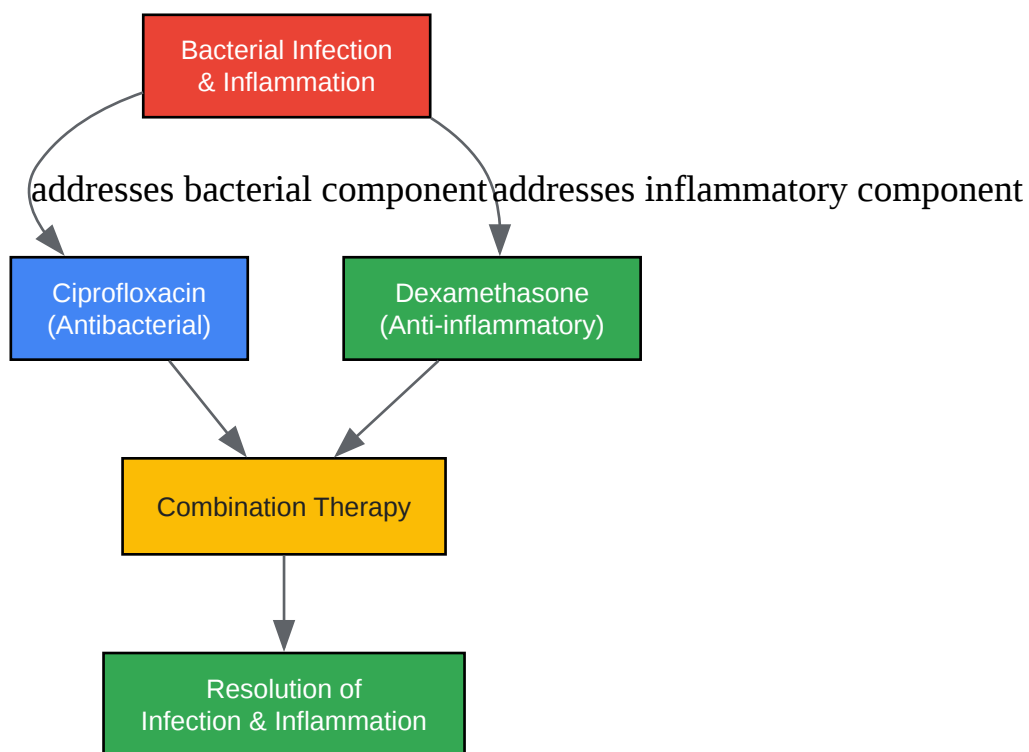 Bacterial Infection
& Inflammation
addresses bacterial component
addresses inflammatory component
Ciprofloxacin
(Antibacterial)
Dexamethasone
(Anti-inflammatory)
Combination Therapy
Resolution of
Infection & Inflammation